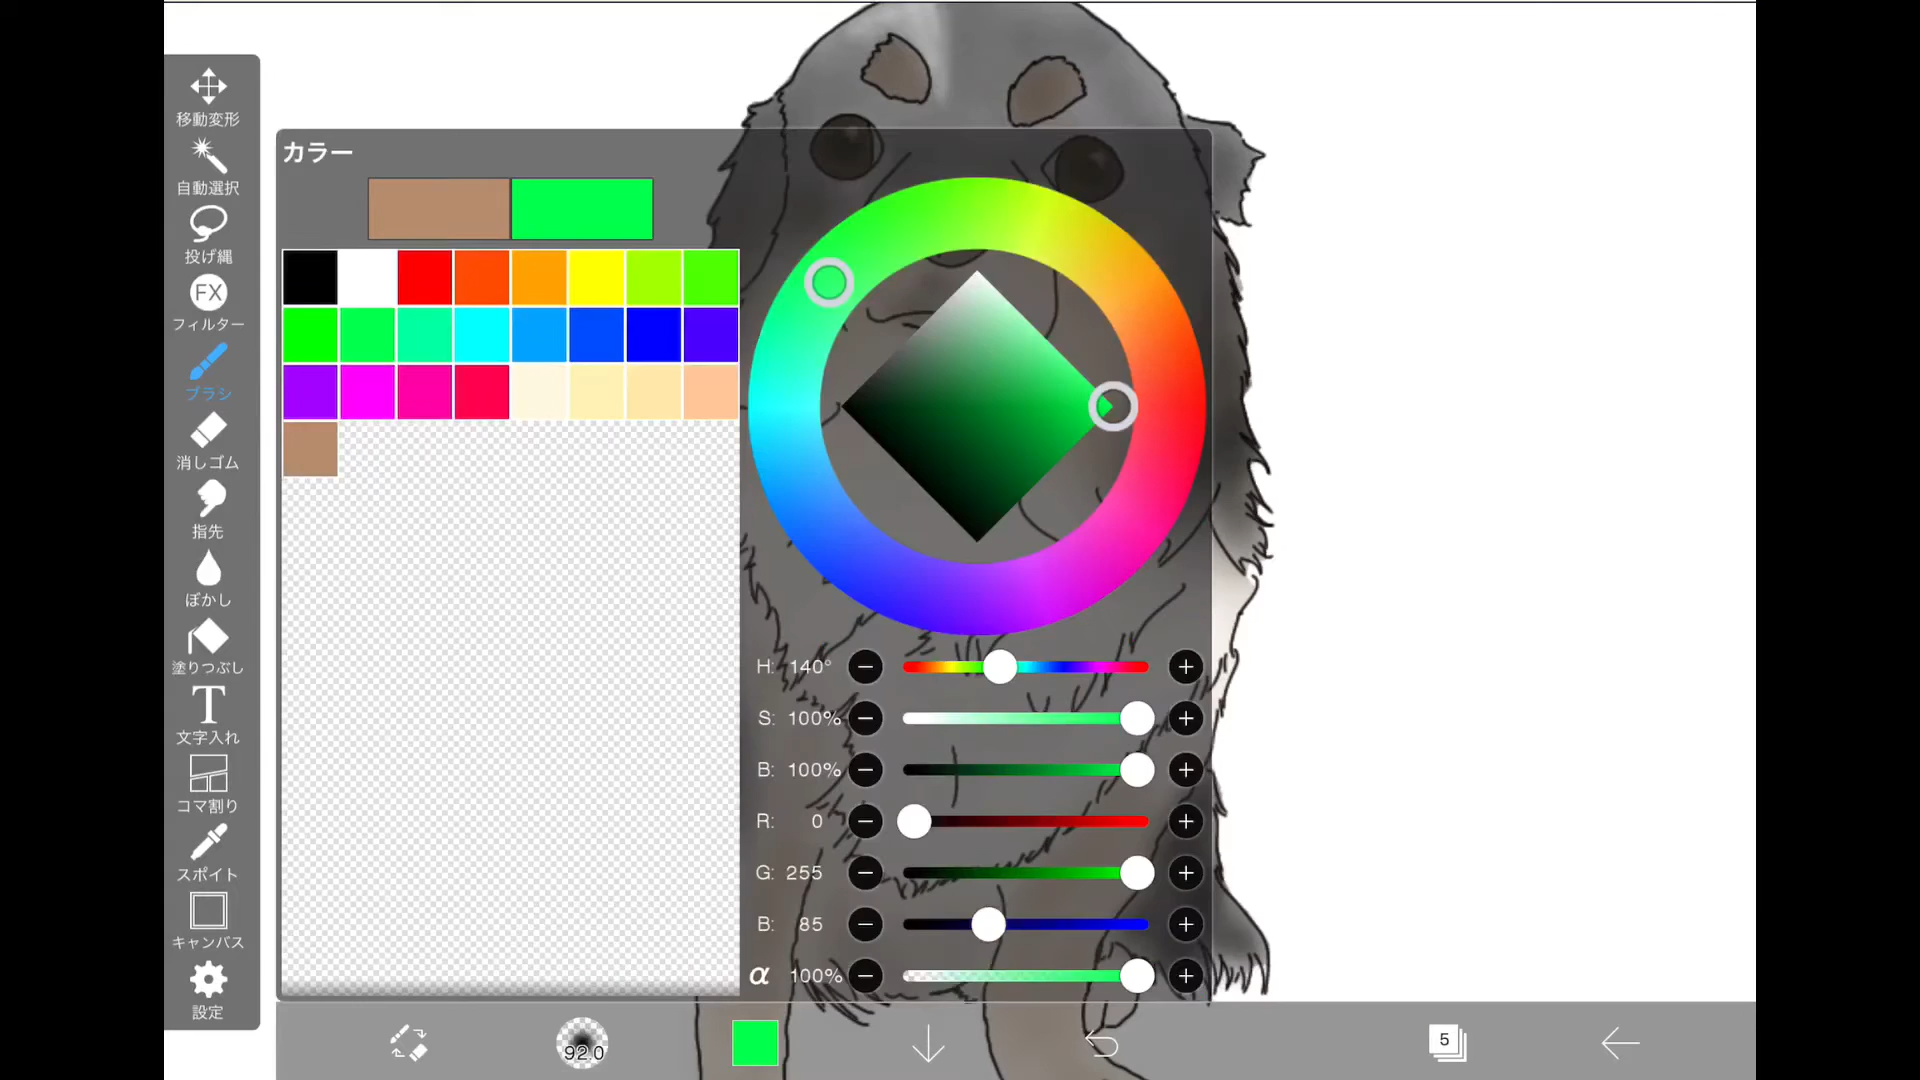 移動変形
自動選択
投げ縄
FX
フィルター
ブラシ
消しゴム
指先
ぼかし
塗りつぶし
T
文字入れ
コマ割り
スポイト
キャンバス
設定
カラー
H: 140°
S: 100%
B: 100%
R: 0
G: 255
B: 85
α 100%
92.0
5